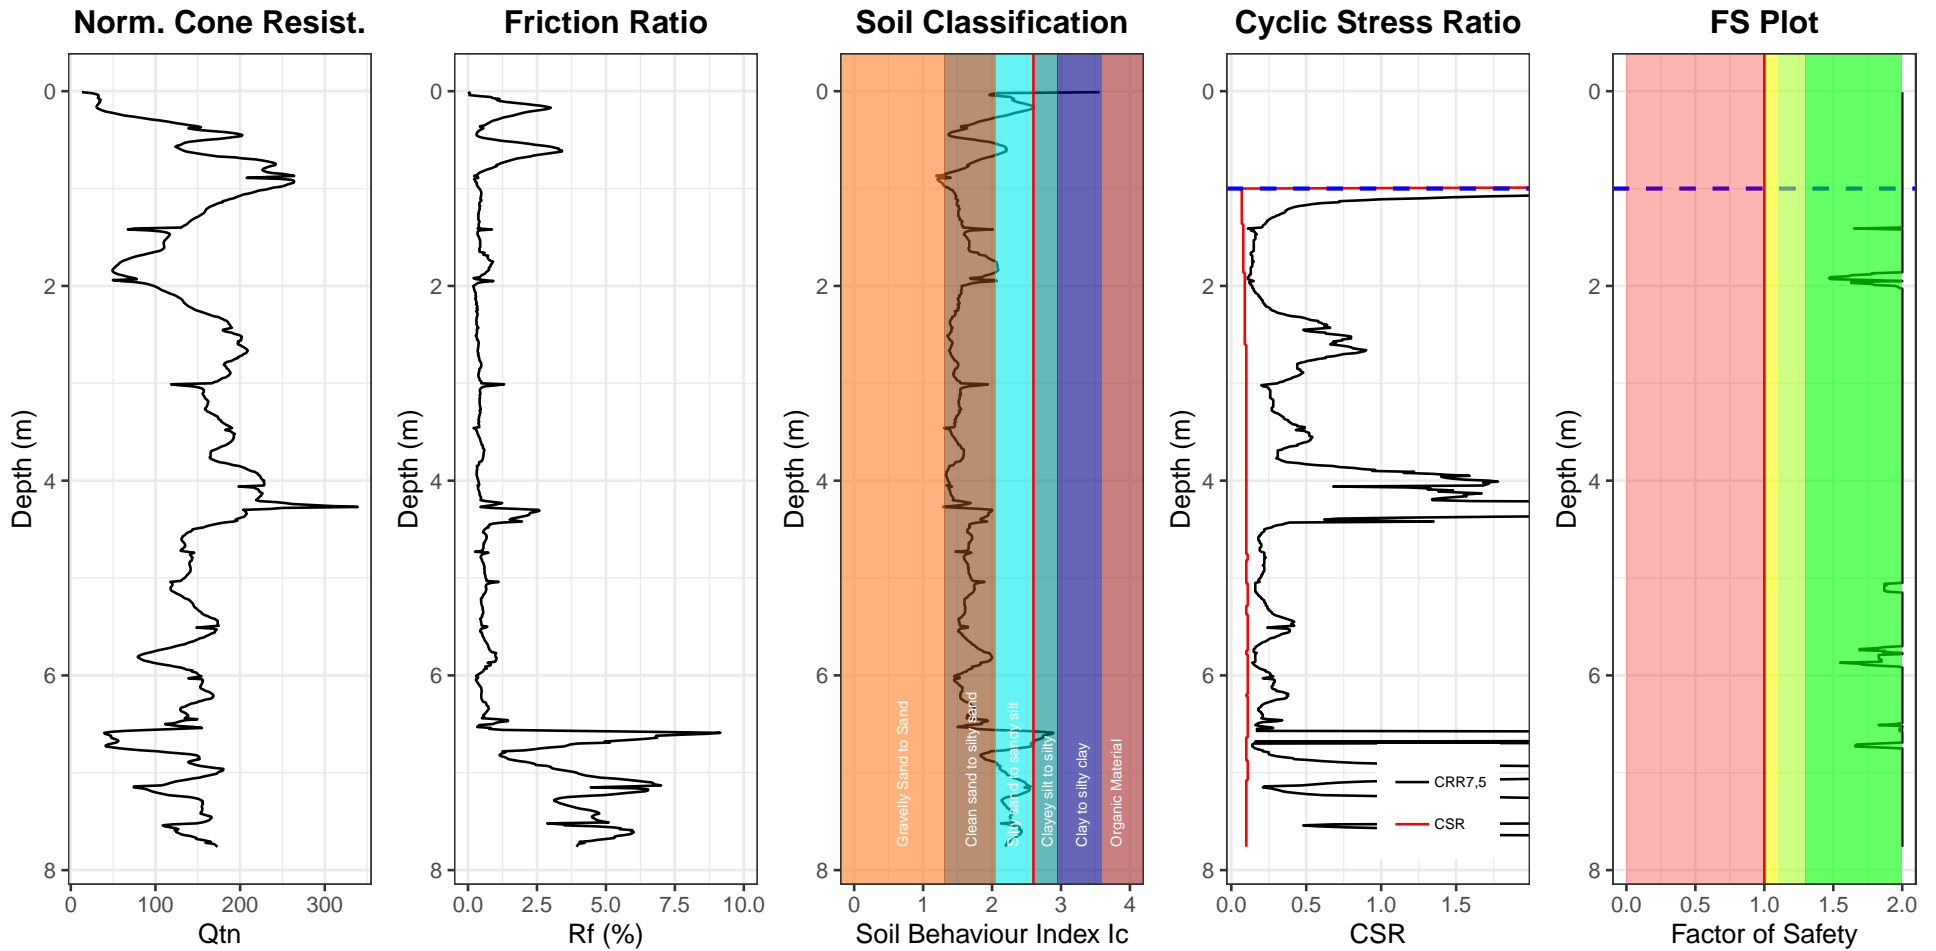 Norm. Cone Resist.
Friction Ratio
Soil Classification
Cyclic Stress Ratio
FS Plot
Depth (m)
0
2
4
6
8
0
100
200
300
Qtn
Depth (m)
0
2
4
6
8
0.0
2.5
5.0
7.5
10.0
Rf (%)
Depth (m)
0
2
4
6
8
Gravelly Sand to Sand
Clean sand to silty sand
Silty sand to sandy silt
Clayey silt to silty
Clay to silty clay
Organic Material
0
1
2
3
4
Soil Behaviour Index Ic
Depth (m)
0
2
4
6
8
CRR7,5
CSR
0.0
0.5
1.0
1.5
CSR
Depth (m)
0
2
4
6
8
0.0
0.5
1.0
1.5
2.0
Factor of Safety